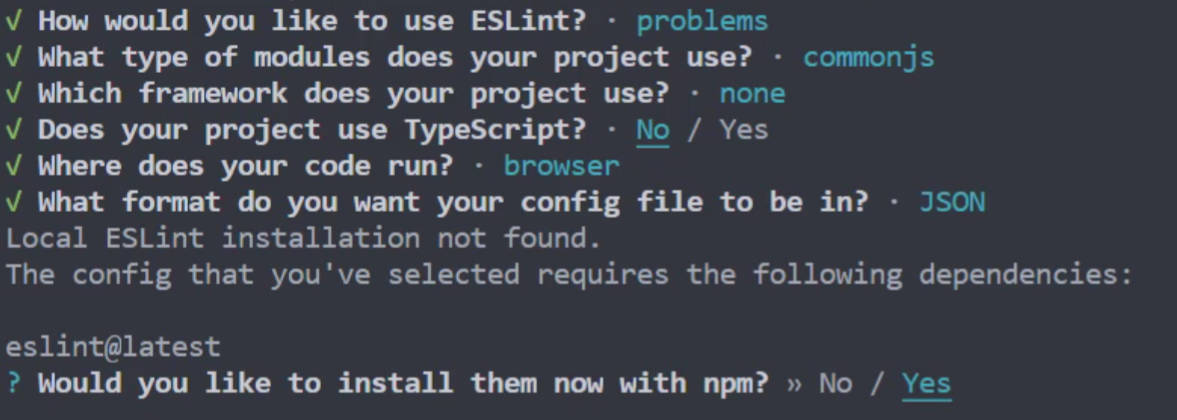 √ How would you like to use ESLint? · problems
√ What type of modules does your project use? · commonjs
√ Which framework does your project use? · none
√ Does your project use TypeScript? · No / Yes
√ Where does your code run? · browser
√ What format do you want your config file to be in? · JSON
Local ESLint installation not found.
The config that you've selected requires the following dependencies:
eslint@latest
? Would you like to install them now with npm? » No / Yes